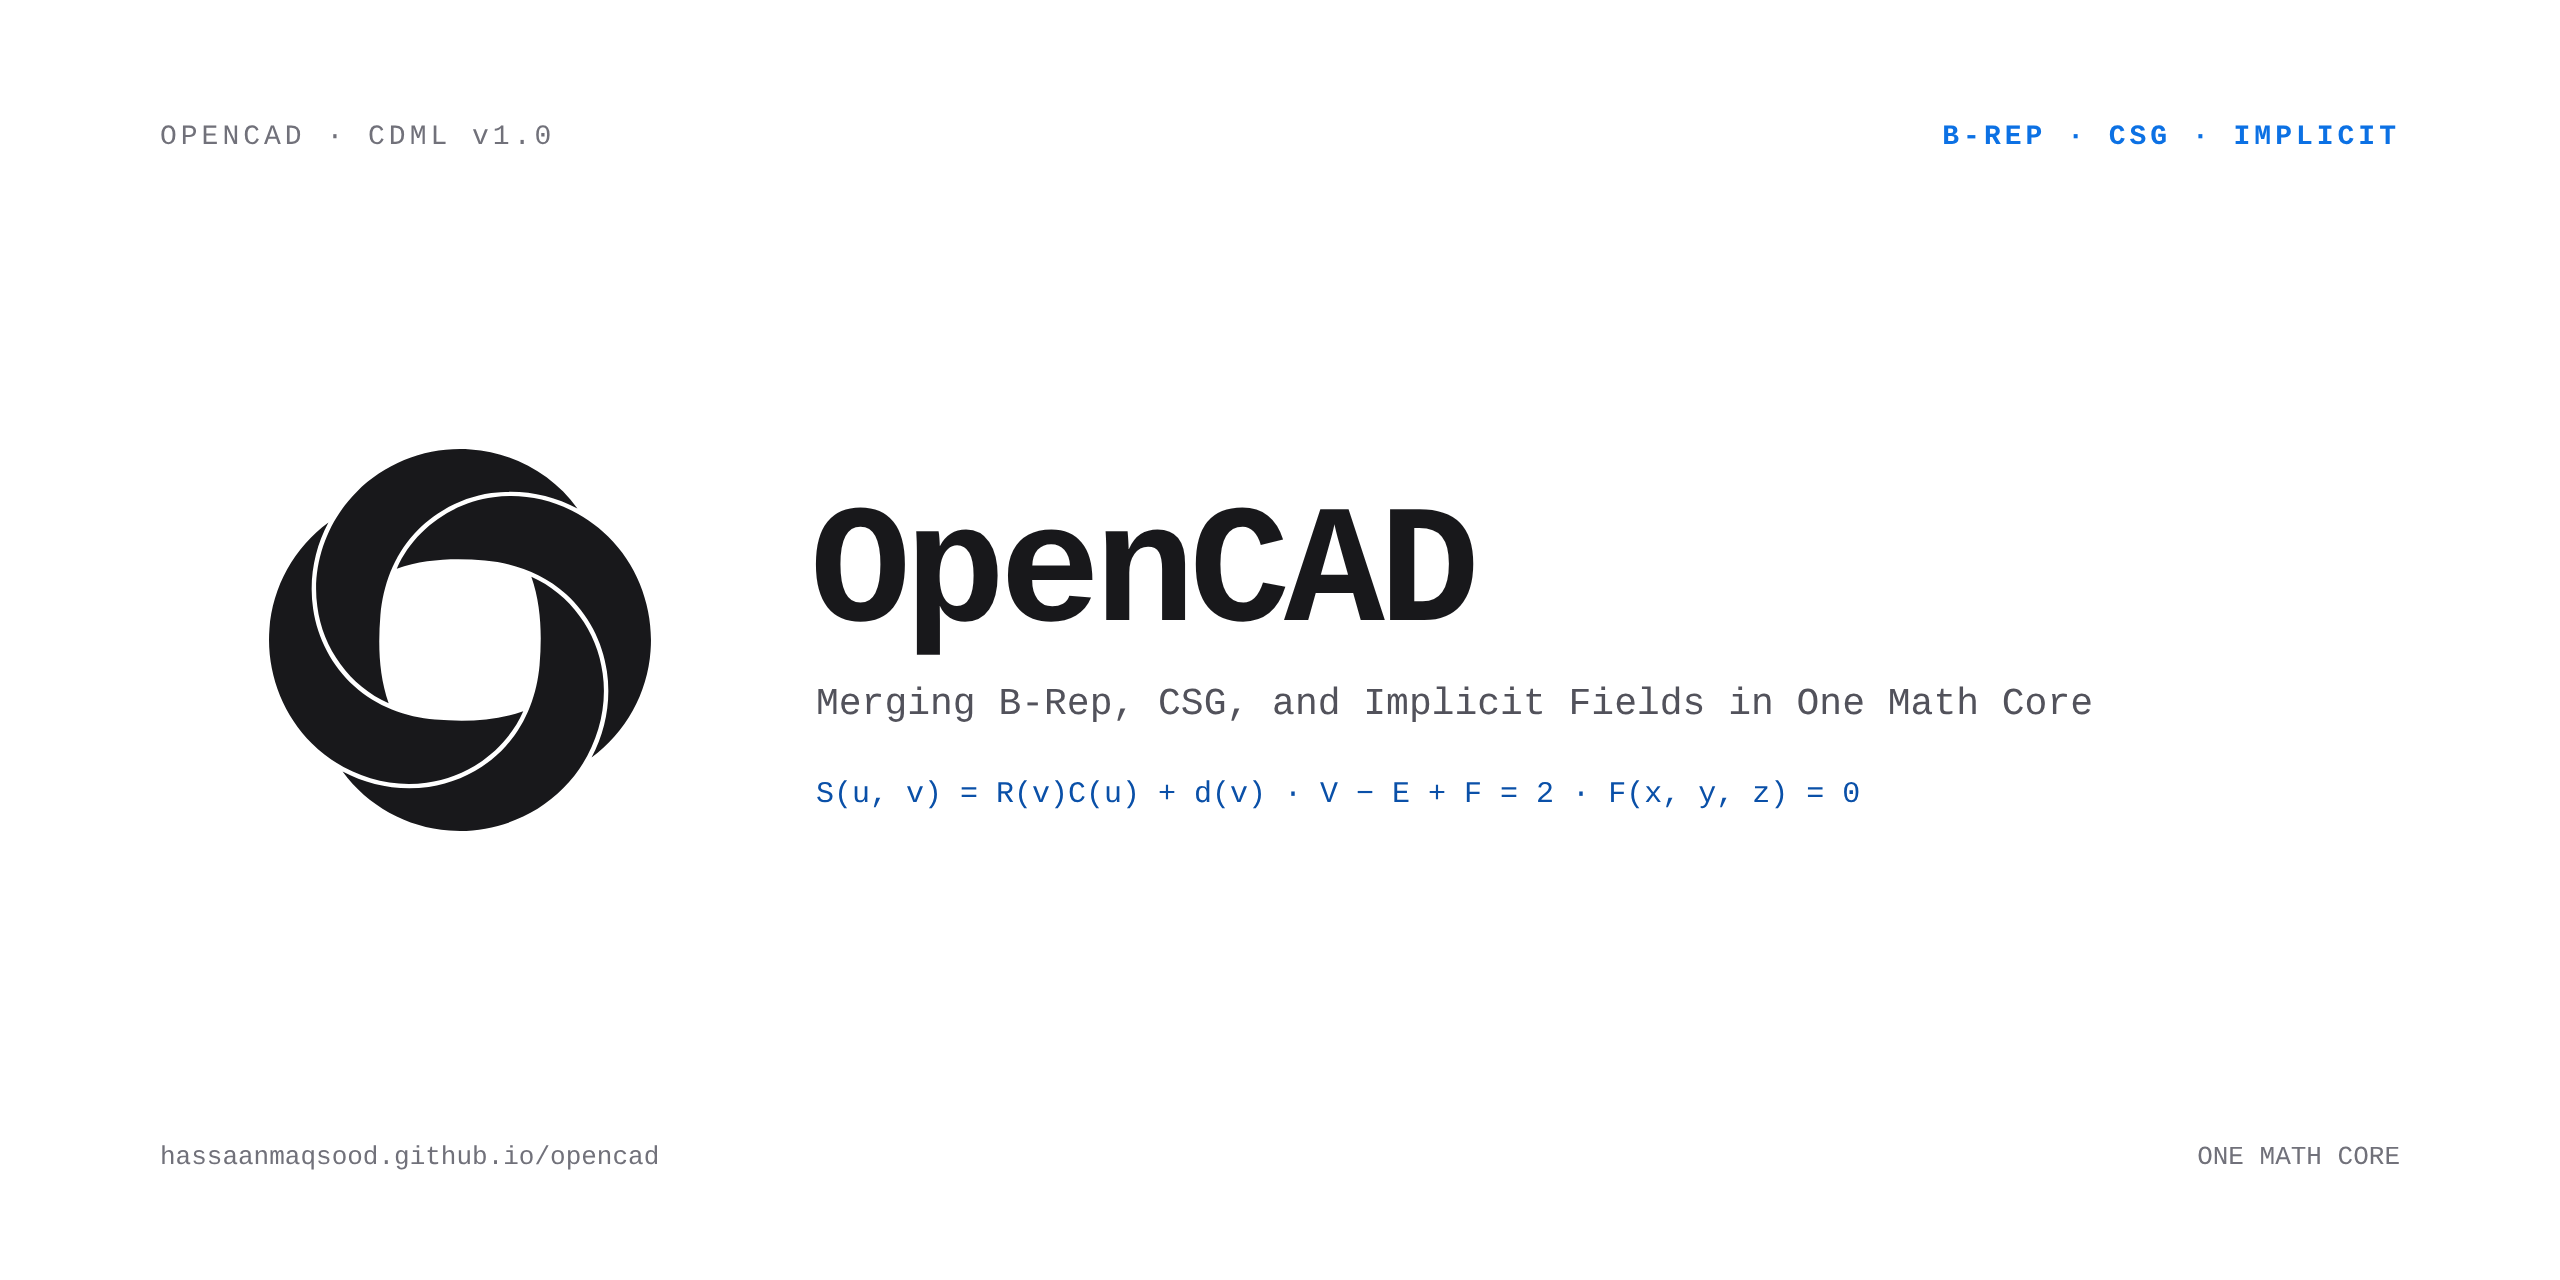 OPENCAD · CDML v1.0
B-REP · CSG · IMPLICIT
OpenCAD
Merging B-Rep, CSG, and Implicit Fields in One Math Core
S(u, v) = R(v)C(u) + d(v) · V − E + F = 2 · F(x, y, z) = 0
hassaanmaqsood.github.io/opencad
ONE MATH CORE